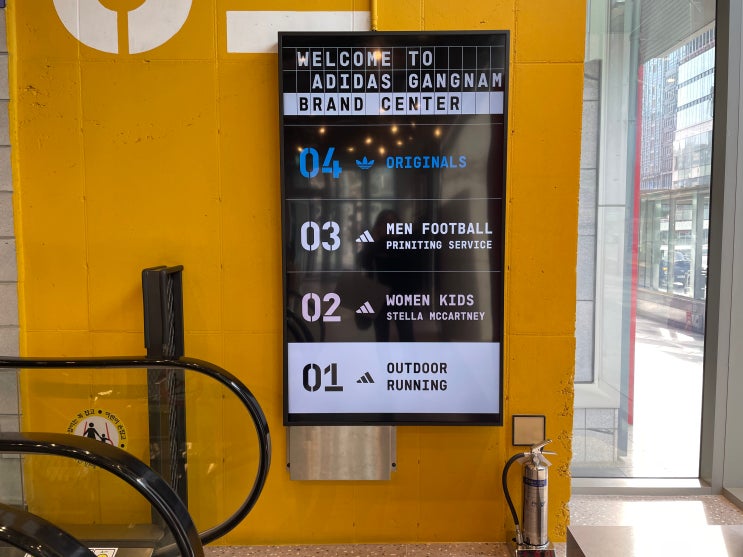 WELCOME TO
ADIDAS GANGNAM
BRAND CENTER
04 ORIGINALS
03 MEN FOOTBALL
PRINITING SERVICE
02 WOMEN KIDS
STELLA MCCARTNEY
01 OUTDOOR
RUNNING